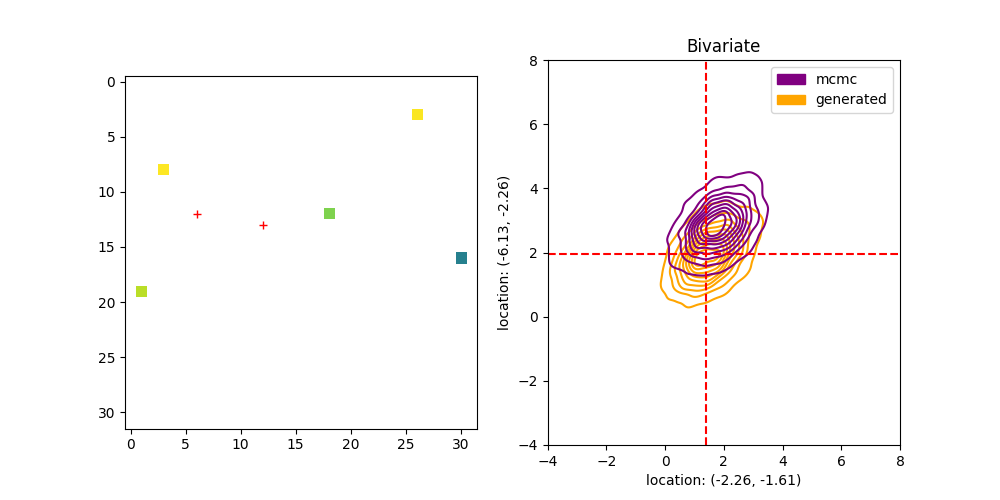 Bivariate
0
5
10
15
20
25
30
0 5 10 15 20 25 30
mcmc
generated
8
6
4
2
0
−2
−4
−4 −2 0 2 4 6 8
location: (-6.13, -2.26)
location: (-2.26, -1.61)